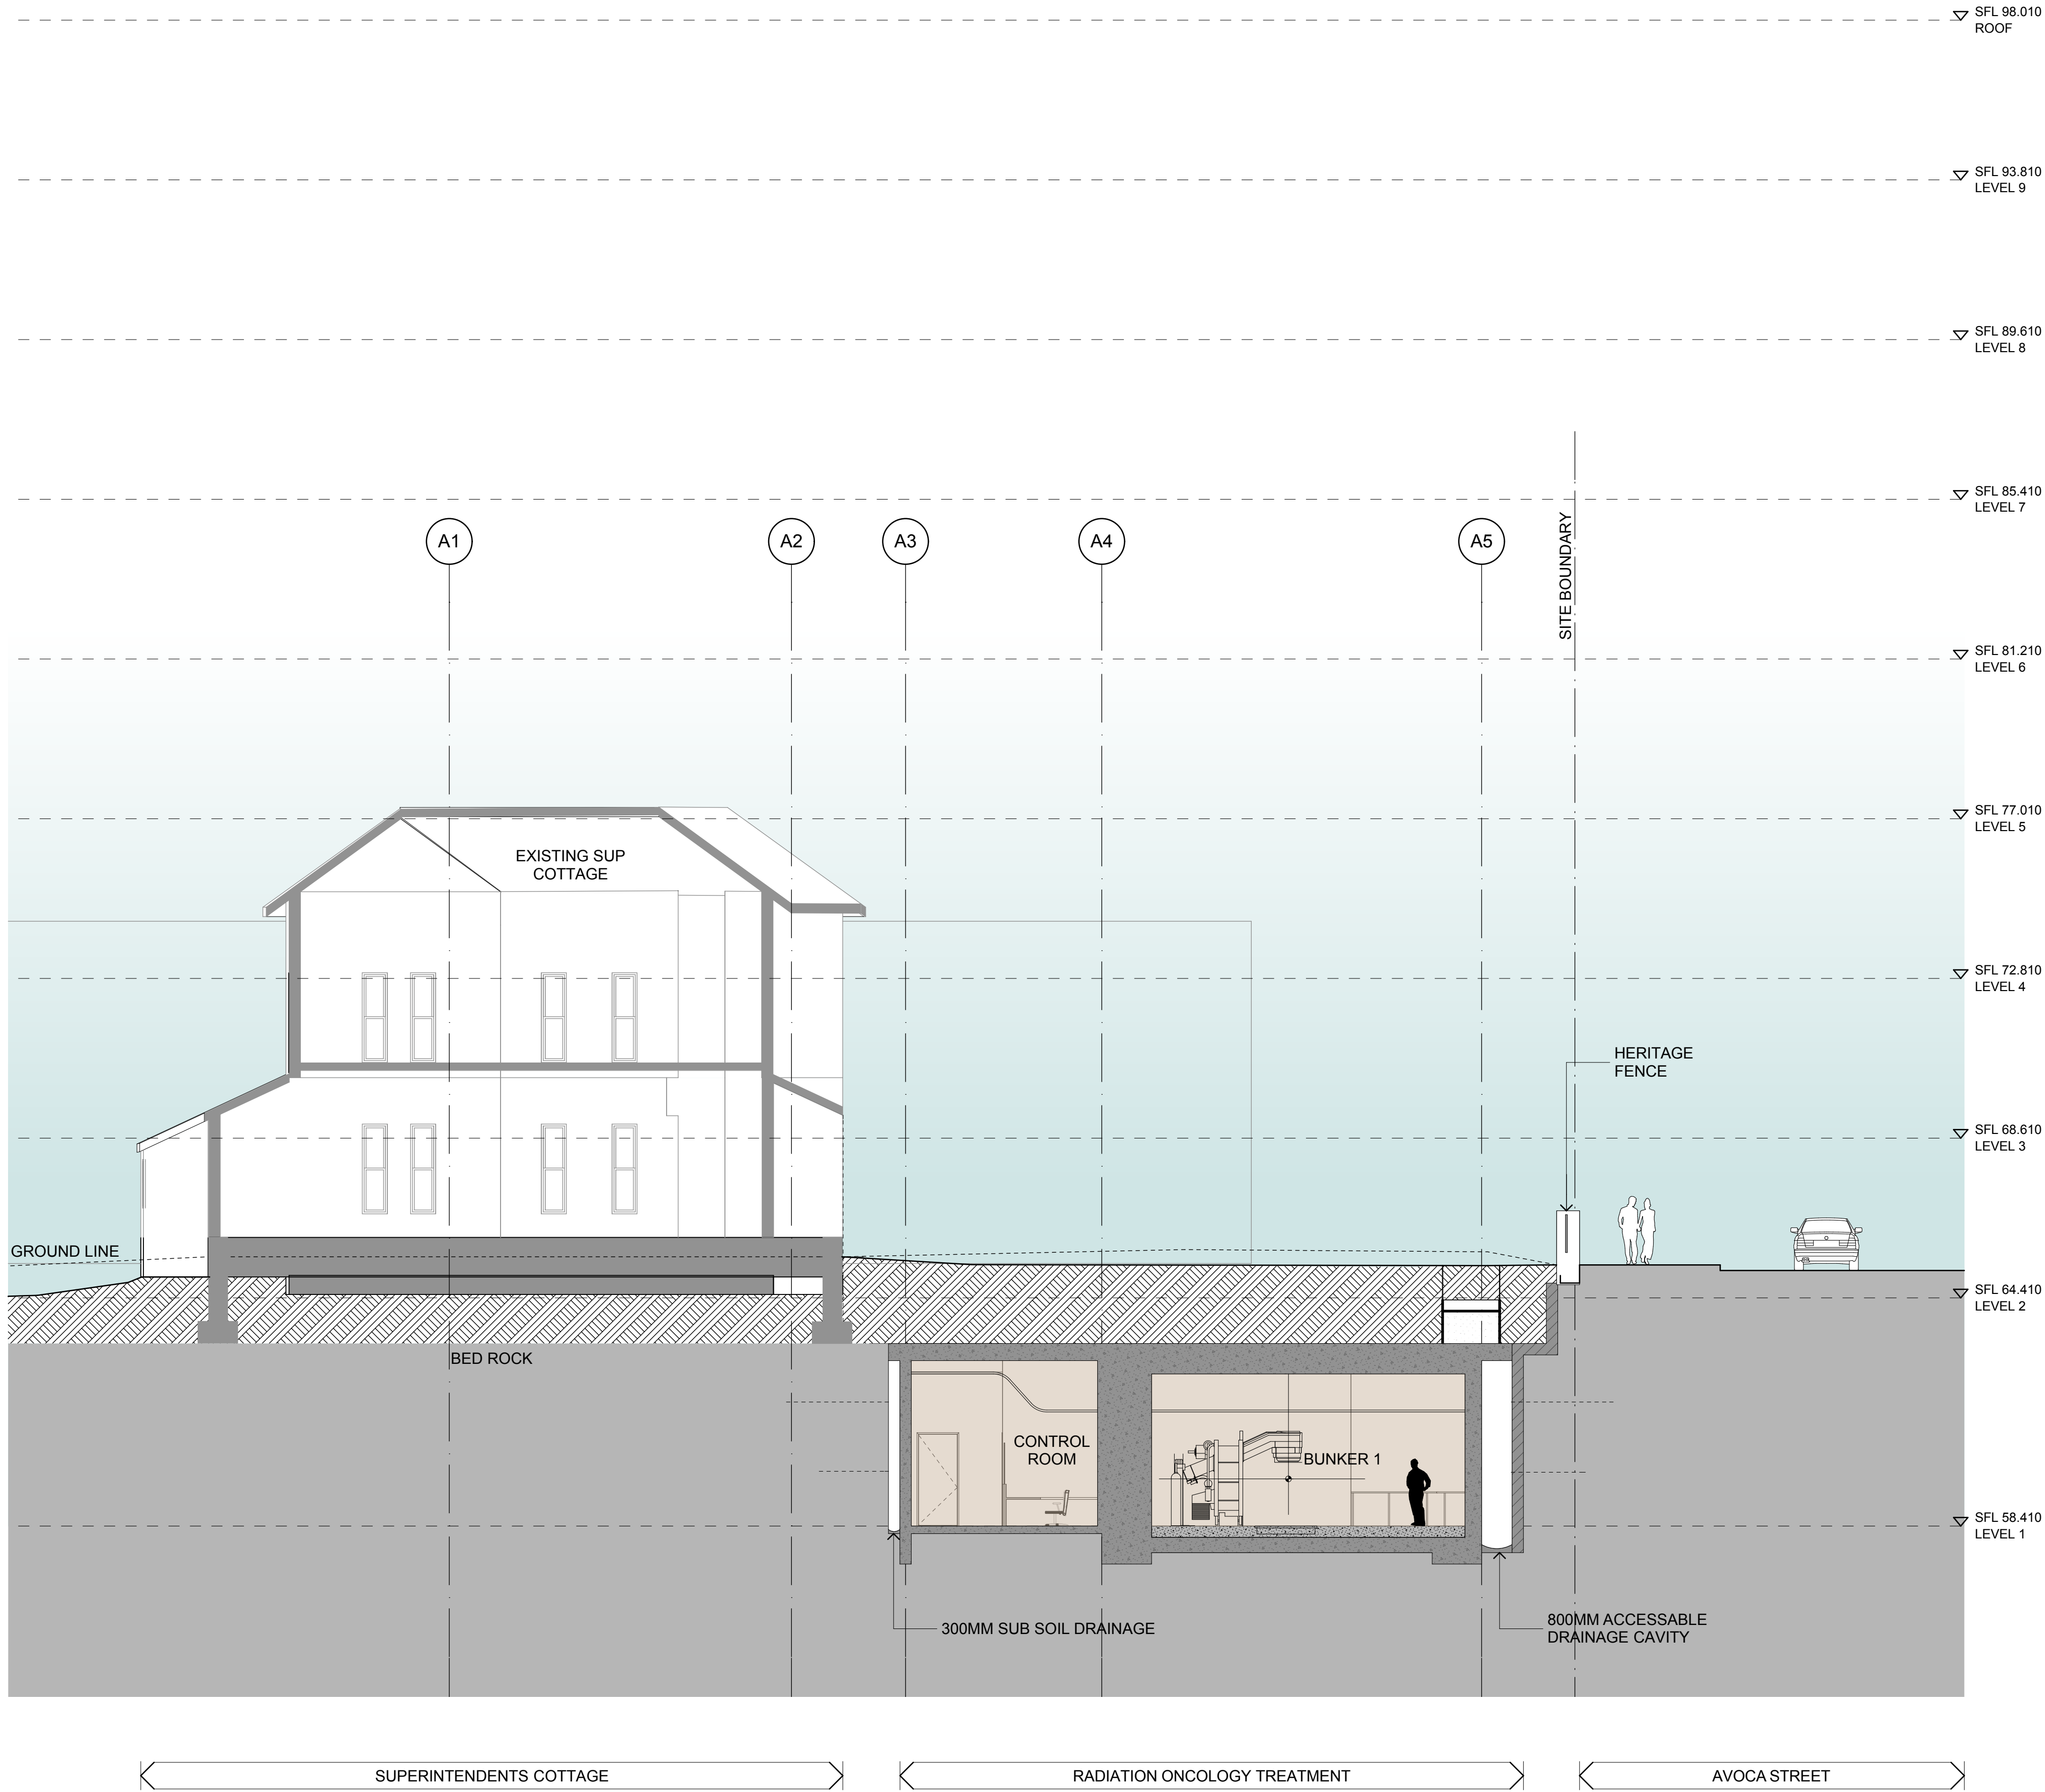 SFL 98.010
ROOF
SFL 93.810
LEVEL 9
SFL 89.610
LEVEL 8
SFL 85.410
LEVEL 7
A1
A2
A3
A4
A5
SITE BOUNDARY
SFL 81.210
LEVEL 6
SFL 77.010
LEVEL 5
EXISTING SUP
COTTAGE
SFL 72.810
LEVEL 4
HERITAGE
FENCE
SFL 68.610
LEVEL 3
GROUND LINE
SFL 64.410
LEVEL 2
BED ROCK
CONTROL
ROOM
BUNKER 1
SFL 58.410
LEVEL 1
300MM SUB SOIL DRAINAGE
800MM ACCESSABLE
DRAINAGE CAVITY
SUPERINTENDENTS COTTAGE
RADIATION ONCOLOGY TREATMENT
AVOCA STREET